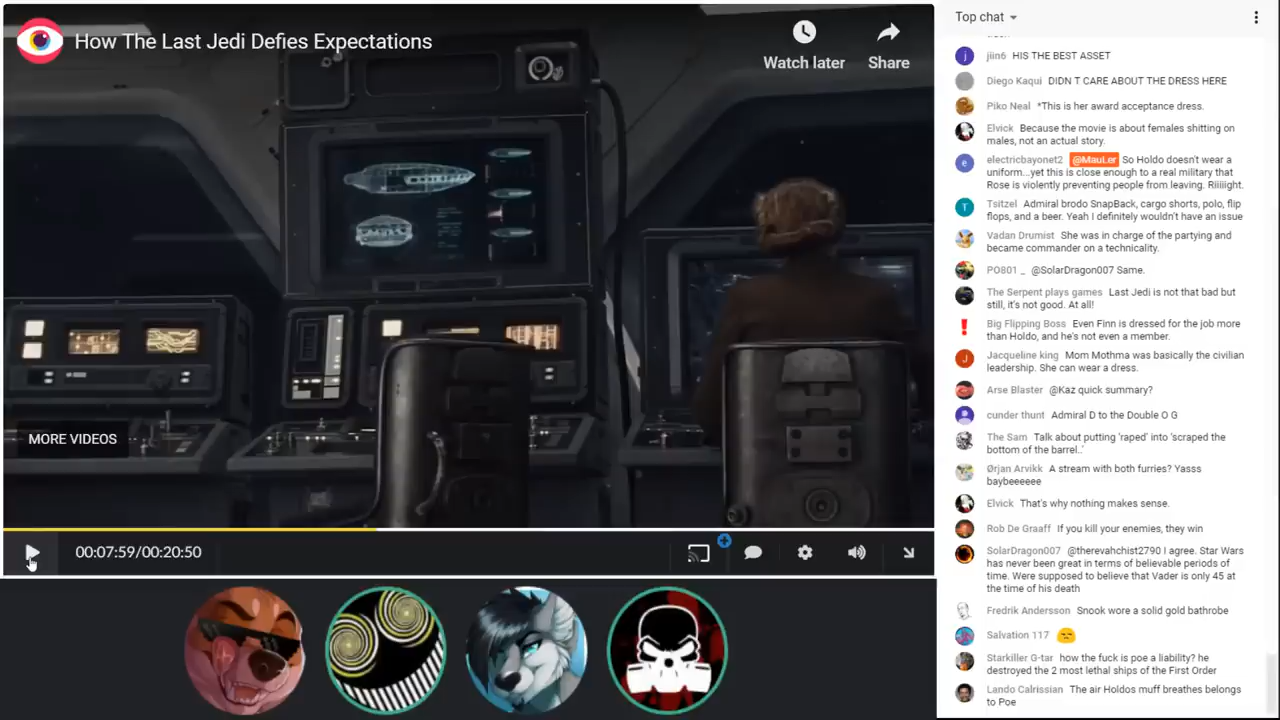 How The Last Jedi Defies Expectations
Watch later
Share
MORE VIDEOS
00:07:59/00:20:50
Top chat
jiin6 HIS THE BEST ASSET
Diego Kaqui DIDN T CARE ABOUT THE DRESS HERE
Piko Neal *This is her award acceptance dress.
Elvick Because the movie is about females shitting on
males, not an actual story.
electricbayonet2 @MauLer So Holdo doesn't wear a
uniform...yet this is close enough to a real military that
Rose is violently preventing people from leaving. Riiiiight.
Tsitzel Admiral brodo SnapBack, cargo shorts, polo, flip
flops, and a beer. Yeah I definitely wouldn't have an issue
Vadan Drumist She was in charge of the partying and
became commander on a technicality.
PO801 _ @SolarDragon007 Same.
The Serpent plays games Last Jedi is not that bad but
still, it's not good. At all!
Big Flipping Boss Even Finn is dressed for the job more
than Holdo, and he's not even a member.
Jacqueline king Mom Mothma was basically the civilian
leadership. She can wear a dress.
Arse Blaster @Kaz quick summary?
cunder thunt Admiral D to the Double O G
The Sam Talk about putting 'raped' into 'scraped the
bottom of the barrel..'
Ørjan Arvikk A stream with both furries? Yasss
baybeeeeee
Elvick That's why nothing makes sense.
Rob De Graaff If you kill your enemies, they win
SolarDragon007 @therevahchist2790 I agree. Star Wars
has never been great in terms of believable periods of
time. Were supposed to believe that Vader is only 45 at
the time of his death
Fredrik Andersson Snook wore a solid gold bathrobe
Salvation 117
Starkiller G-tar how the fuck is poe a liability? he
destroyed the 2 most lethal ships of the First Order
Lando Calrissian The air Holdos muff breathes belongs
to Poe